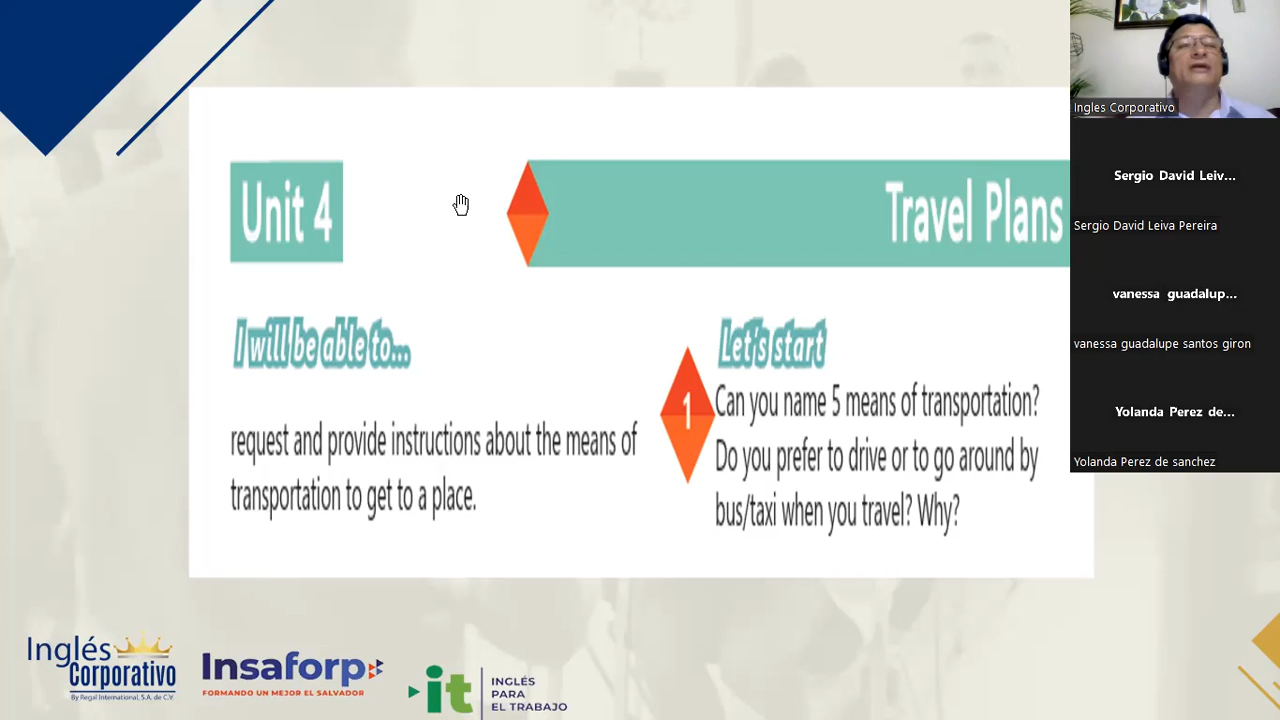 Unit 4
Travel Plans
I will be able to...
request and provide instructions about the means of
transportation to get to a place.
Let's start
1
Can you name 5 means of transportation?
Do you prefer to drive or to go around by
bus/taxi when you travel? Why?
Ingles Corporativo
Sergio David Leiv...
Sergio David Leiva Pereira
vanessa guadalup...
vanessa guadalupe santos giron
Yolanda Perez de...
Yolanda Perez de sanchez
Inglés
Corporativo
By Regal International, S.A. de C.V.
Insaforp
FORMANDO UN MEJOR EL SALVADOR
it
INGLÉS
PARA
EL TRABAJO